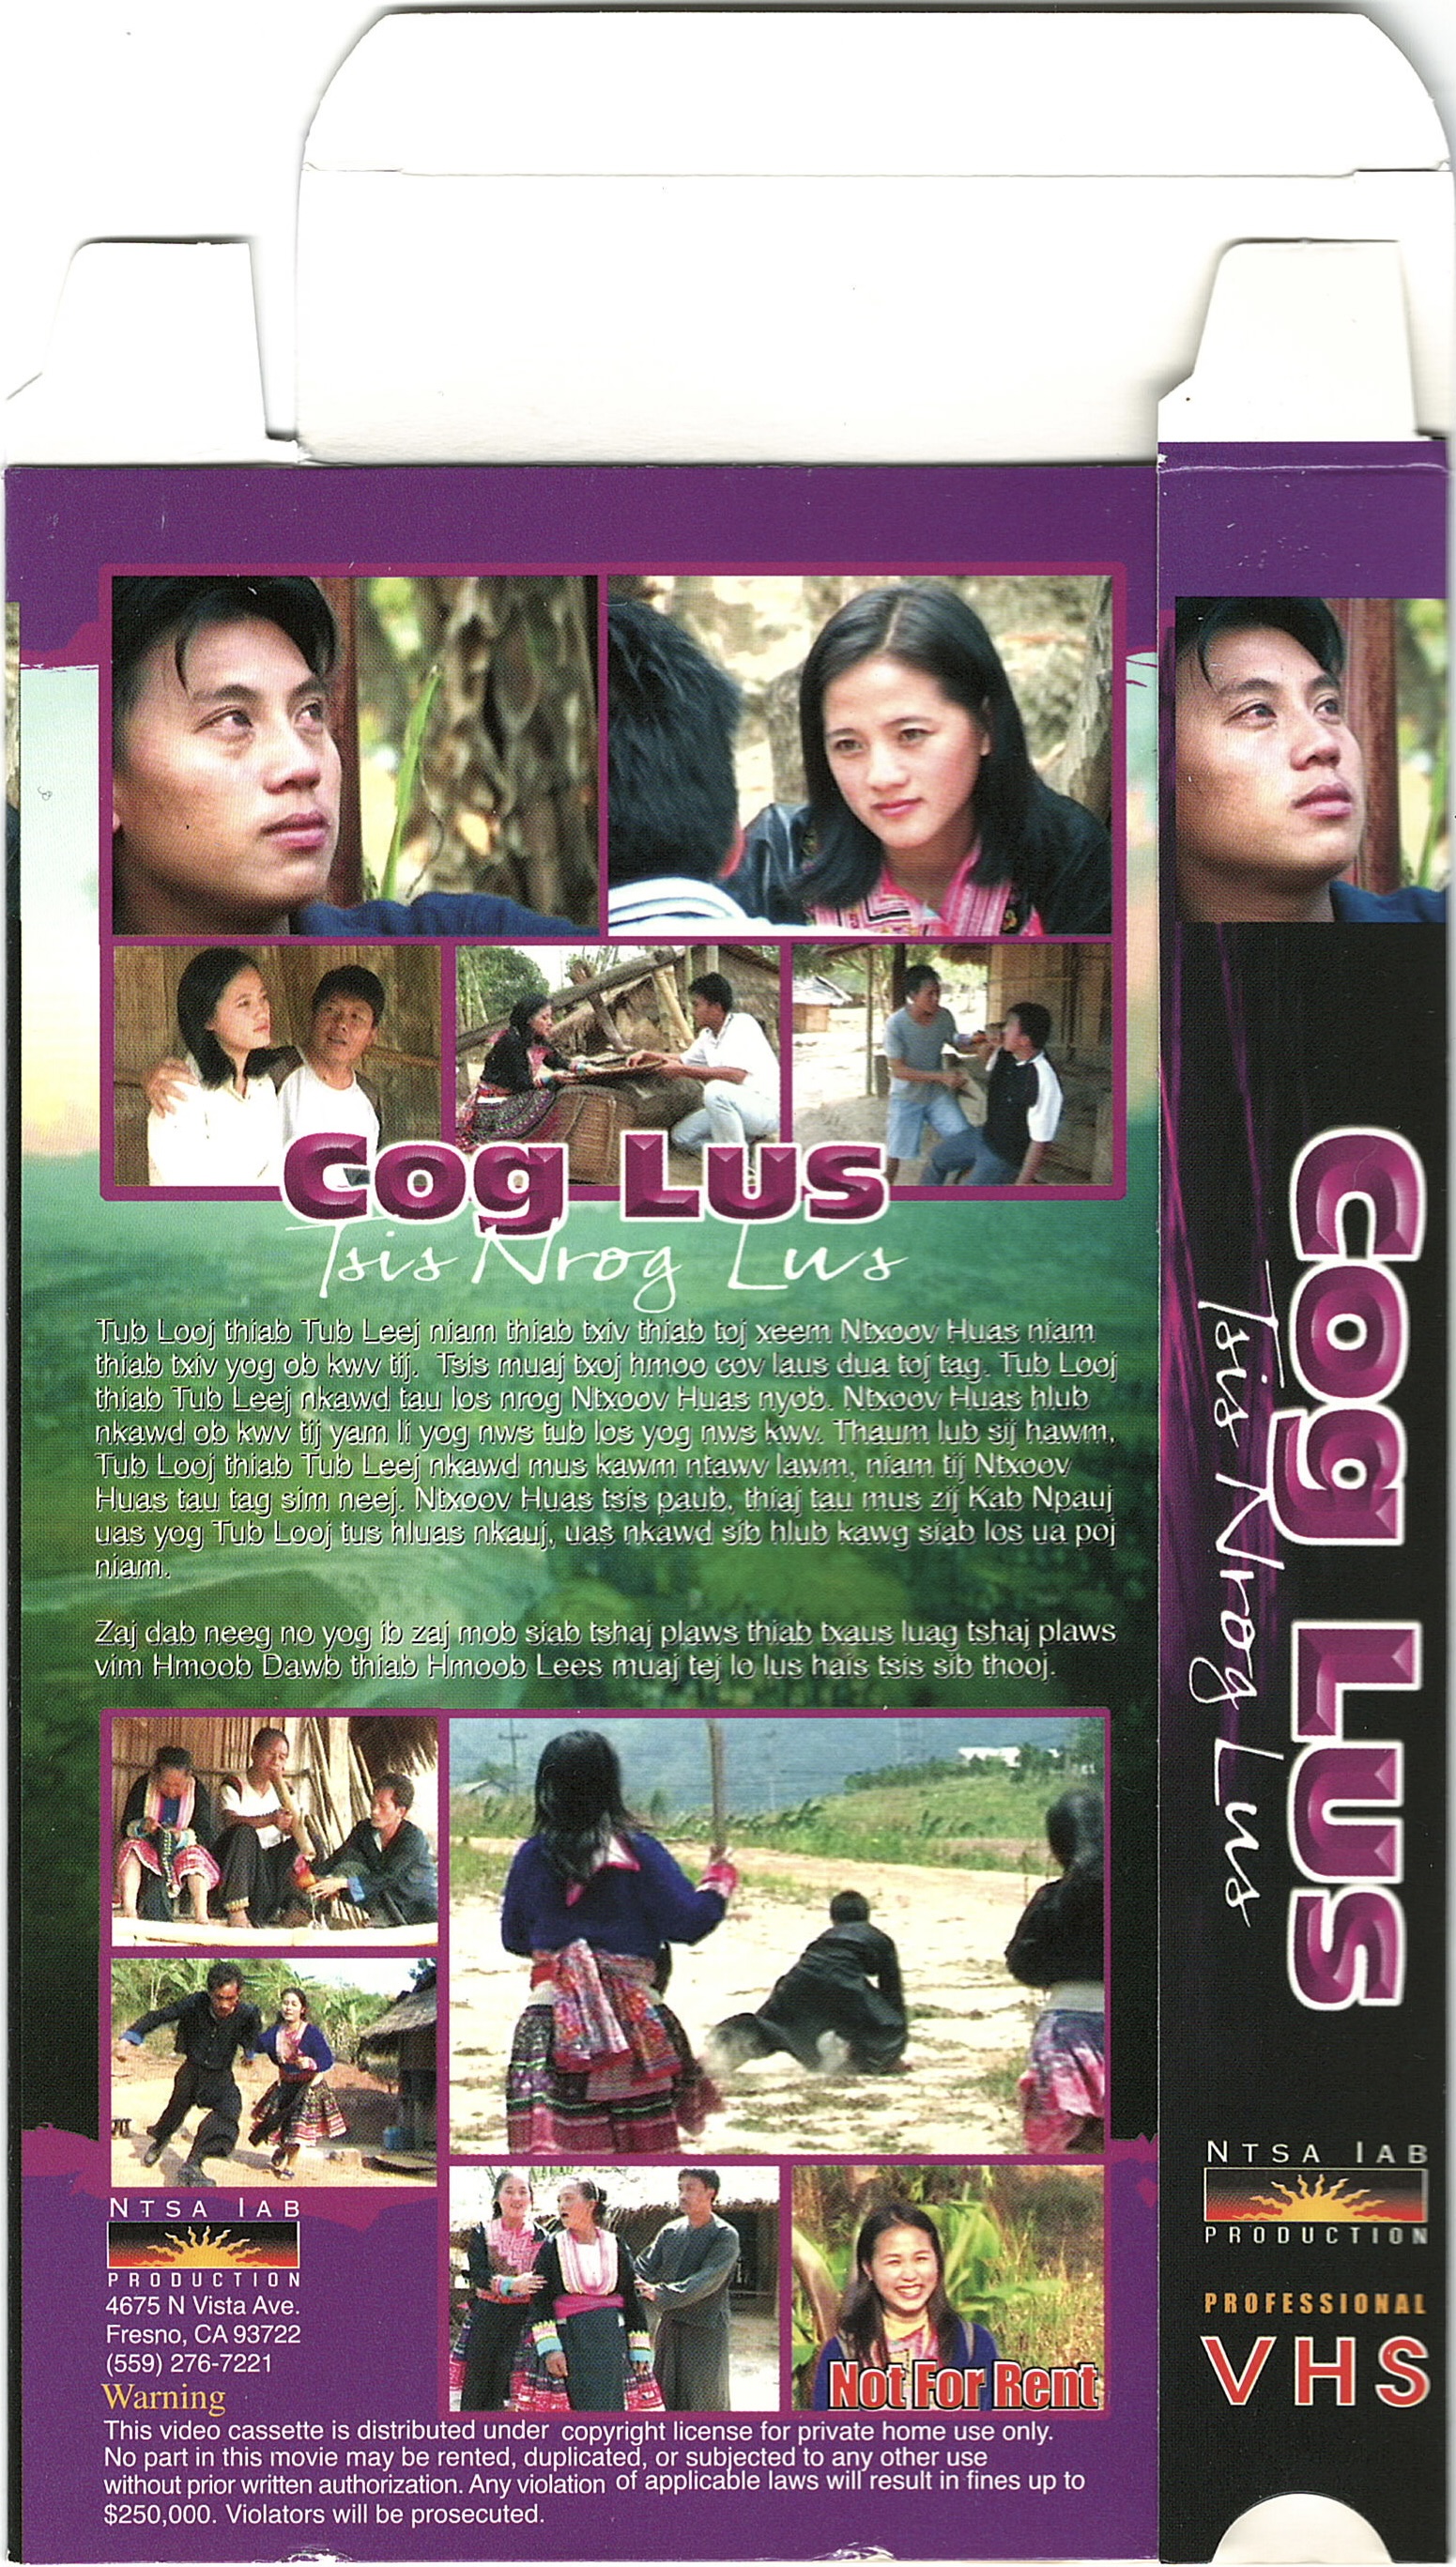 Cog Lus
Tsis Nrog Lus
Tub Looj thiab Tub Leej niam thiab txiv thiab toj xeem Ntxoov Huas niam
thiab txiv yog ob kwv tij. Tsis muaj txoj hmoo cov laus dua toj tag. Tub Looj
thiab Tub Leej nkawd tau los nrog Ntxoov Huas nyob. Ntxoov Huas hlub
nkawd ob kwv tij yam li yog nws tub los yog nws kwv. Thaum lub sij hawm,
Tub Looj thiab Tub Leej nkawd mus kawm ntawv lawm, niam tij Ntxoov
Huas tau tag sim neej. Ntxoov Huas tsis paub, thiaj tau mus zij Kab Npauj
uas yog Tub Looj tus hluas nkauj, uas nkawd sib hlub kawg siab los ua poj
niam.
Zaj dab neeg no yog ib zaj mob siab tshaj plaws thiab txaus luag tshaj plaws
vim Hmoob Dawb thiab Hmoob Lees muaj tej lo lus hais tsis sib thooj.
NTSA IAB
PRODUCTION
4675 N Vista Ave.
Fresno, CA 93722
(559) 276-7221
Not For Rent
Warning
This video cassette is distributed under copyright license for private home use only.
No part in this movie may be rented, duplicated, or subjected to any other use
without prior written authorization. Any violation of applicable laws will result in fines up to
$250,000. Violators will be prosecuted.
Cog Lus
Tsis Nrog Lus
NTSA IAB
PRODUCTION
PROFESSIONAL
VHS